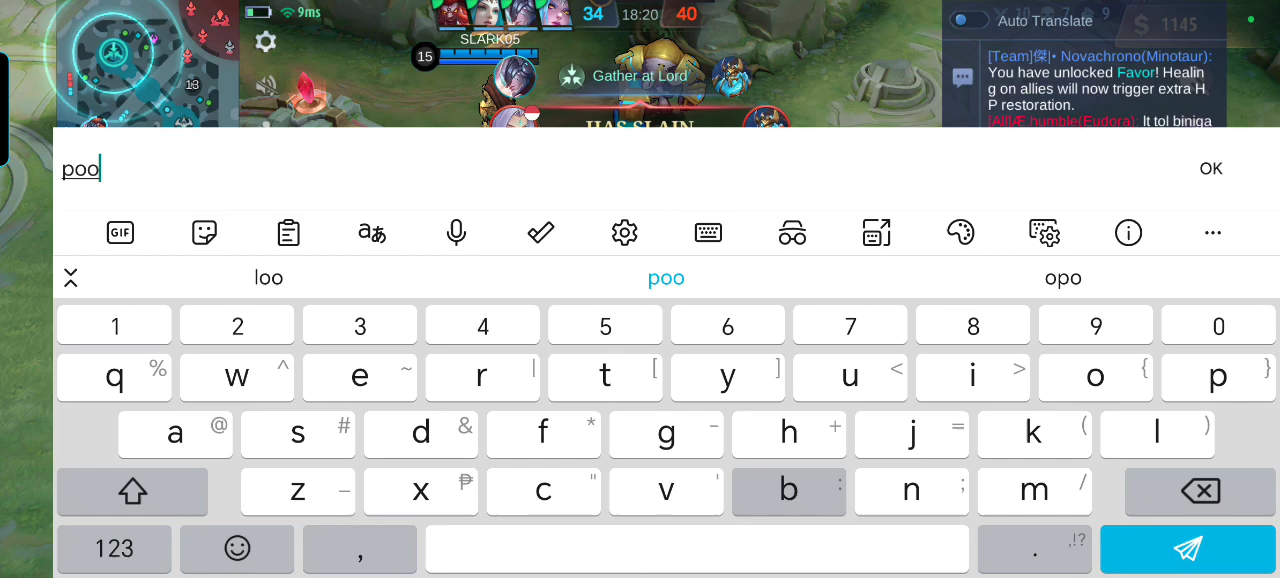 9ms
34 18:20 40
Auto Translate
$ 1145
SLARK05
15
Gather at Lord
13
HAS SLAIN
[Team]傑|• Novachrono(Minotaur):
You have unlocked Favor! Healin
g on allies will now trigger extra H
P restoration.
[All]Æ.humble(Eudora): lt tol biniga
poo
OK
GIF aあ
loo poo opo
1 2 3 4 5 6 7 8 9 0
q % w ^ e ~ r | t [ y ] u < i > o { p }
a @ s # d & f * g - h + j = k ( l )
z _ x ₱ c " v ' b : n ; m /
123 , . ,!?